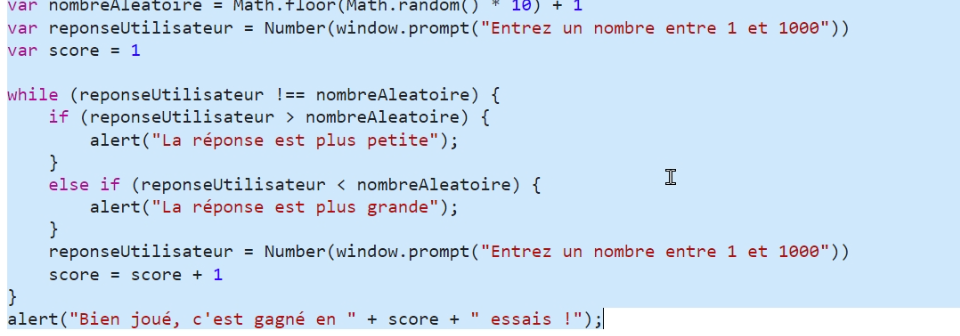 var nombreAleatoire = Math.floor(Math.random() * 10) + 1
var reponseUtilisateur = Number(window.prompt("Entrez un nombre entre 1 et 1000"))
var score = 1

while (reponseUtilisateur !== nombreAleatoire) {
    if (reponseUtilisateur > nombreAleatoire) {
        alert("La réponse est plus petite");
    }
    else if (reponseUtilisateur < nombreAleatoire) {
        alert("La réponse est plus grande");
    }
    reponseUtilisateur = Number(window.prompt("Entrez un nombre entre 1 et 1000"))
    score = score + 1
}
alert("Bien joué, c'est gagné en " + score + " essais !");